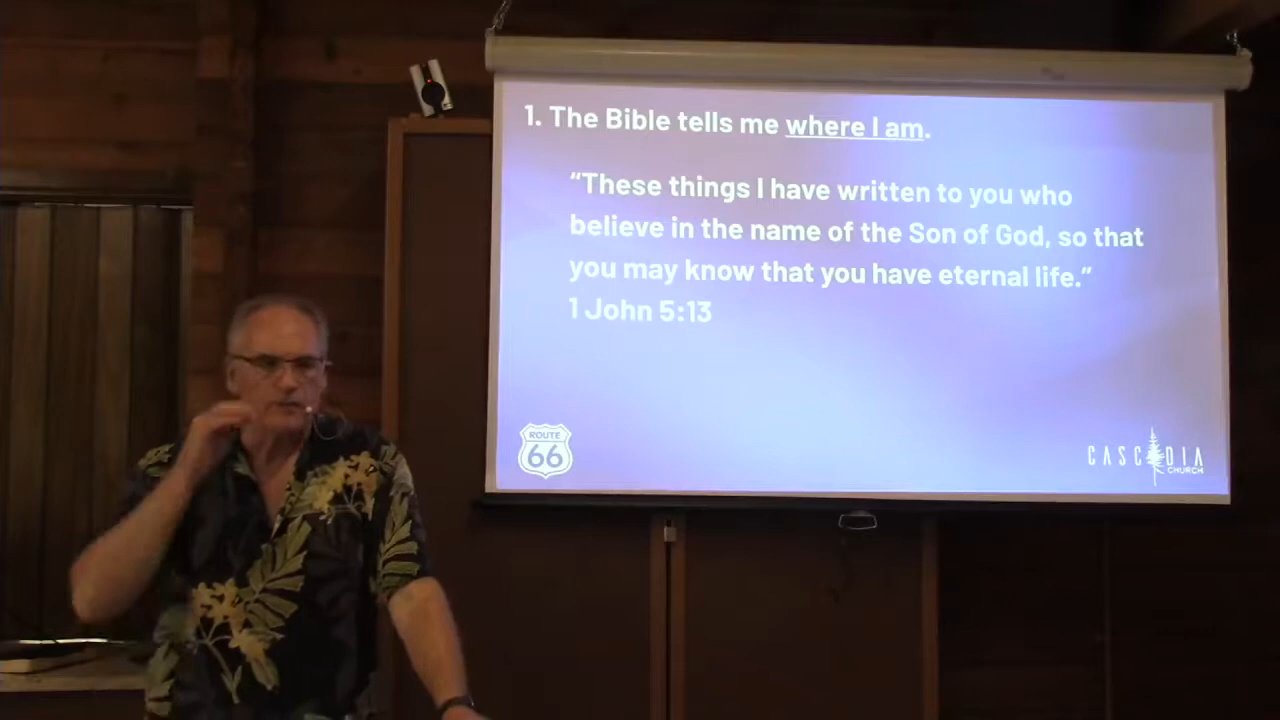 1. The Bible tells me where I am.
“These things I have written to you who
believe in the name of the Son of God, so that
you may know that you have eternal life.”
1 John 5:13
ROUTE
66
CASCADIA
CHURCH